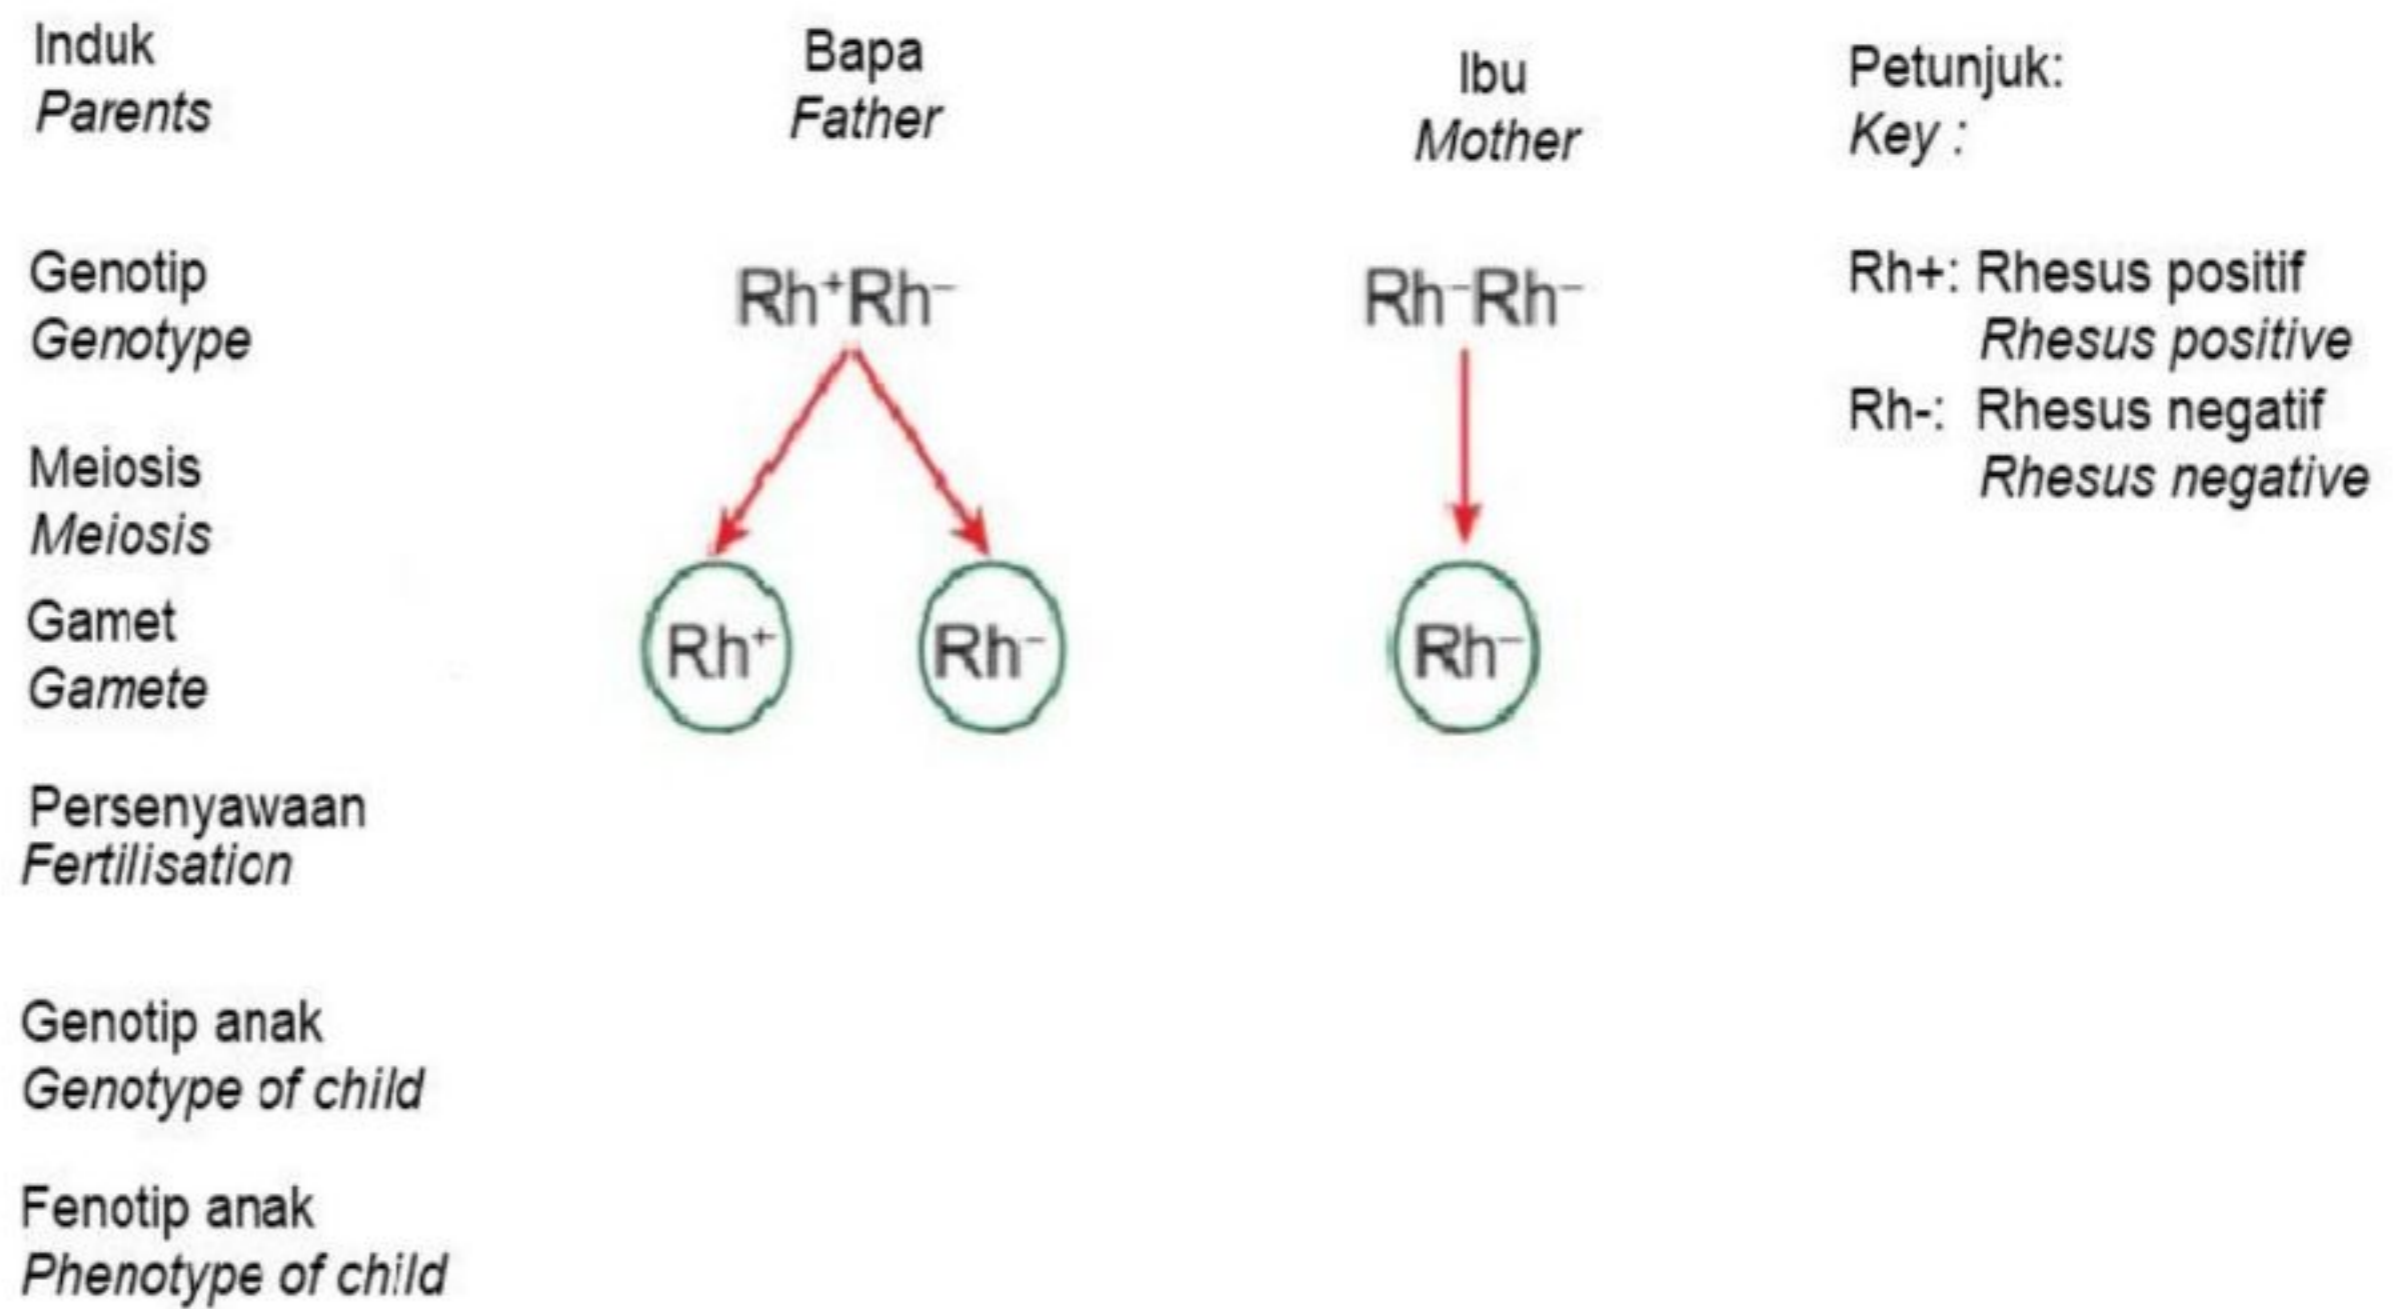 Induk
Parents
Bapa
Father
Ibu
Mother
Petunjuk:
Key :
Genotip
Genotype
Rh⁺Rh⁻
Rh⁻Rh⁻
Rh+: Rhesus positif
Rhesus positive
Rh-: Rhesus negatif
Rhesus negative
Meiosis
Meiosis
Gamet
Gamete
Rh⁺
Rh⁻
Rh⁻
Persenyawaan
Fertilisation
Genotip anak
Genotype of child
Fenotip anak
Phenotype of child